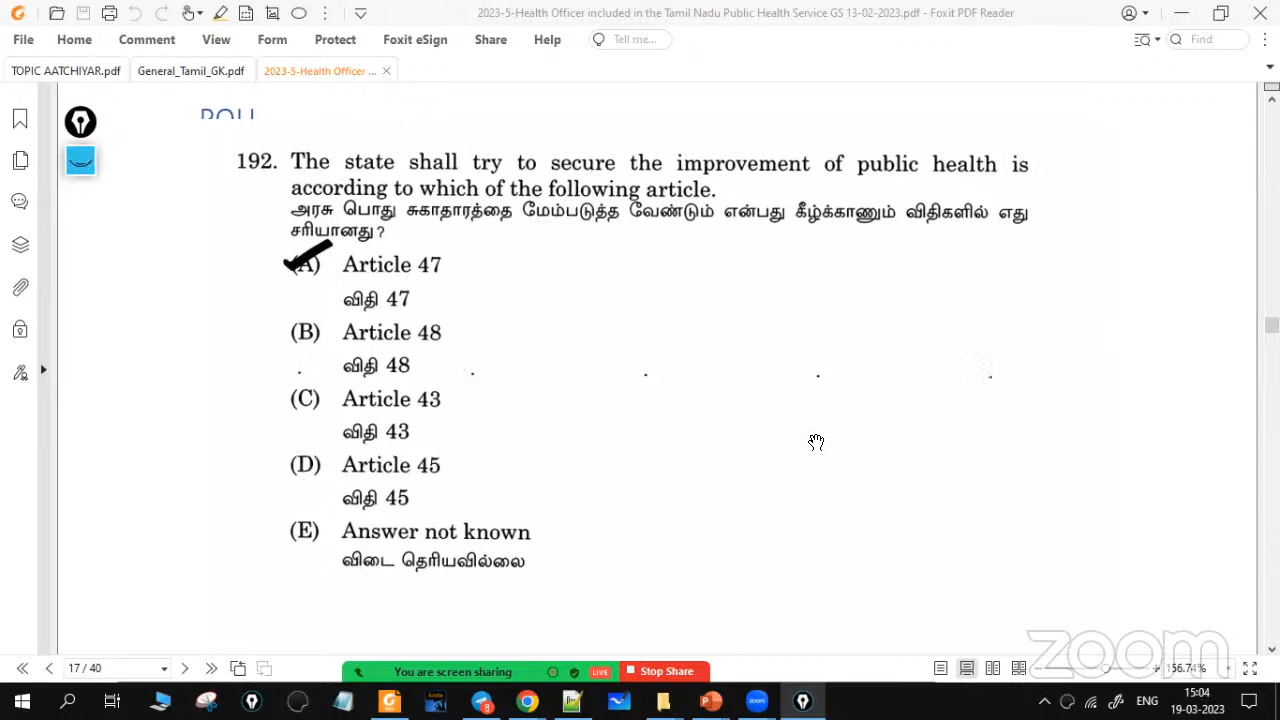 2023-5-Health Officer included in the Tamil Nadu Public Health Service GS 13-02-2023.pdf - Foxit PDF Reader
File Home Comment View Form Protect Foxit eSign Share Help Tell me... Find
TOPIC AATCHIYAR.pdf General_Tamil_GK.pdf 2023-5-Health Officer ...
192. The state shall try to secure the improvement of public health is
according to which of the following article.
அரசு பொது சுகாதாரத்தை மேம்படுத்த வேண்டும் என்பது கீழ்க்காணும் விதிகளில் எது
சரியானது?
(A) Article 47
விதி 47
(B) Article 48
விதி 48
(C) Article 43
விதி 43
(D) Article 45
விதி 45
(E) Answer not known
விடை தெரியவில்லை
zoom
17 / 40 You are screen sharing LIVE Stop Share 156.74%
ENG 15:04
19-03-2023